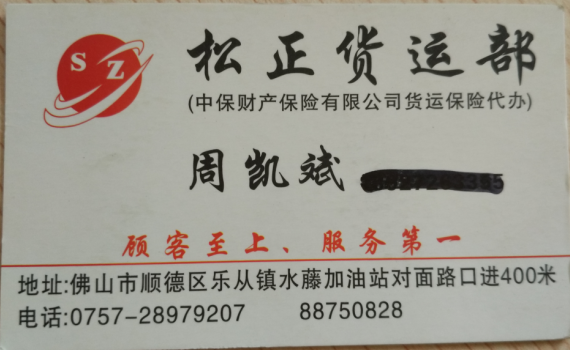 SZ
松正货运部
(中保财产保险有限公司货运保险代办)
周凯斌
顾客至上、服务第一
地址:佛山市顺德区乐从镇水藤加油站对面路口进400米
电话:0757-28979207 88750828